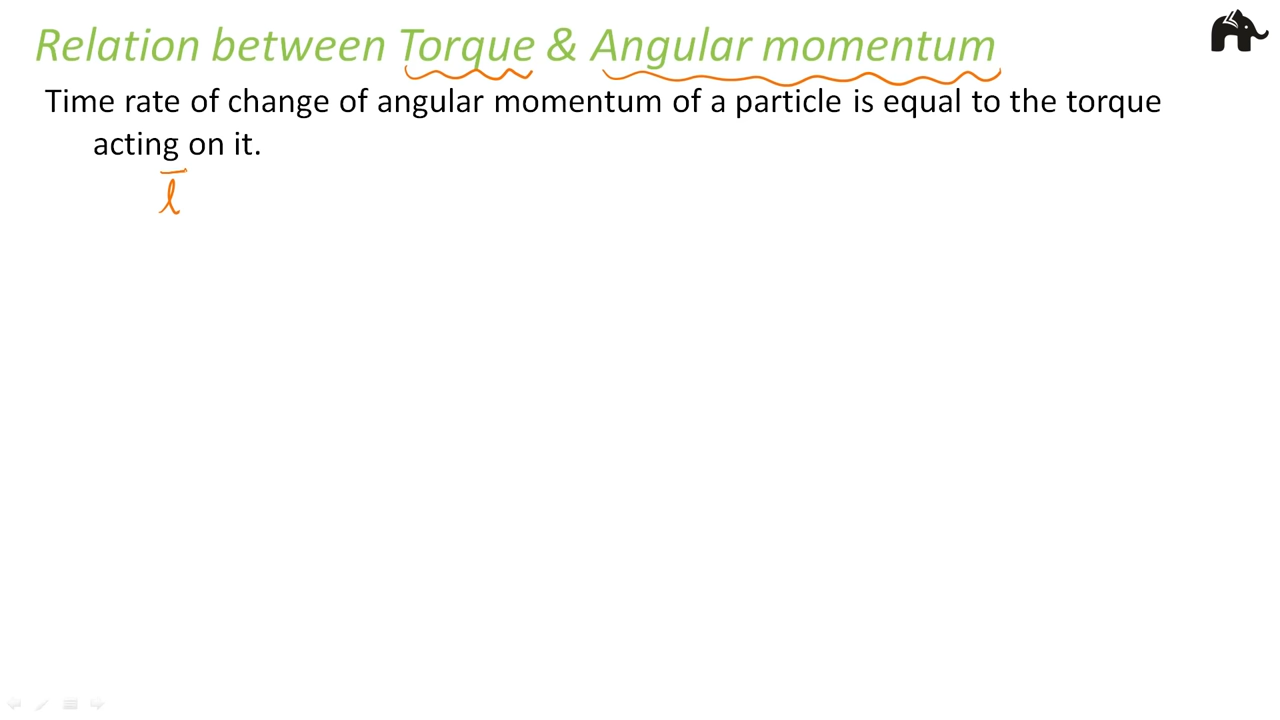 Relation between Torque & Angular momentum
Time rate of change of angular momentum of a particle is equal to the torque
acting on it.
l̅